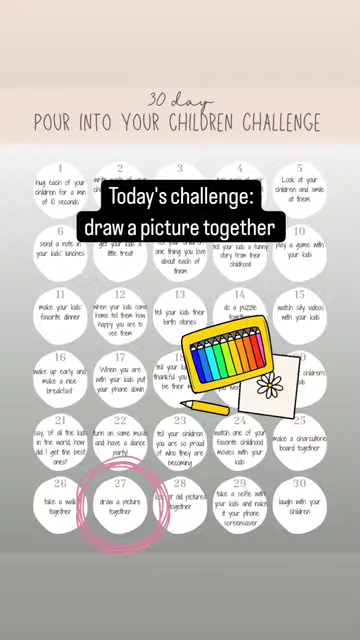 30 day
POUR INTO YOUR CHILDREN CHALLENGE
1
2
3
5
hug each of your
children for a min
of 10 seconds
Look at your
children and smile
at them.
Today's challenge:
draw a picture together
6
send a note in
your kids' lunches
little
treat
one thing you
love about each of
them
tell your kids a funny
story from their
childhood
10
play a game with
your kids.
11
make your kids'
favorite dinner
12
when your kids come
home tell them how
happy you are to
see them
13
tell your kids their
birth stories
14
do a puzzle
15
watch silly videos
with your kids
16
wake up early and
make a nice
breakfast
17
When you are
with your kids put
your phone down
18
tell your
thankful you
be their
21
say, 'of all the kids
in the world, how
did I get the best
ones?'
22
turn on some music
and have a dance
party!
23
tell your children
you are so proud
of who they are
becoming
24
watch one of your
favorite childhood
movies with your
kids
25
make a charcuterie
board together
26
take a walk
together
27
draw a picture
together
28
at old pictures
together
29
take a selfie with
your kids and make
it your phone
screensaver
30
laugh with your
children